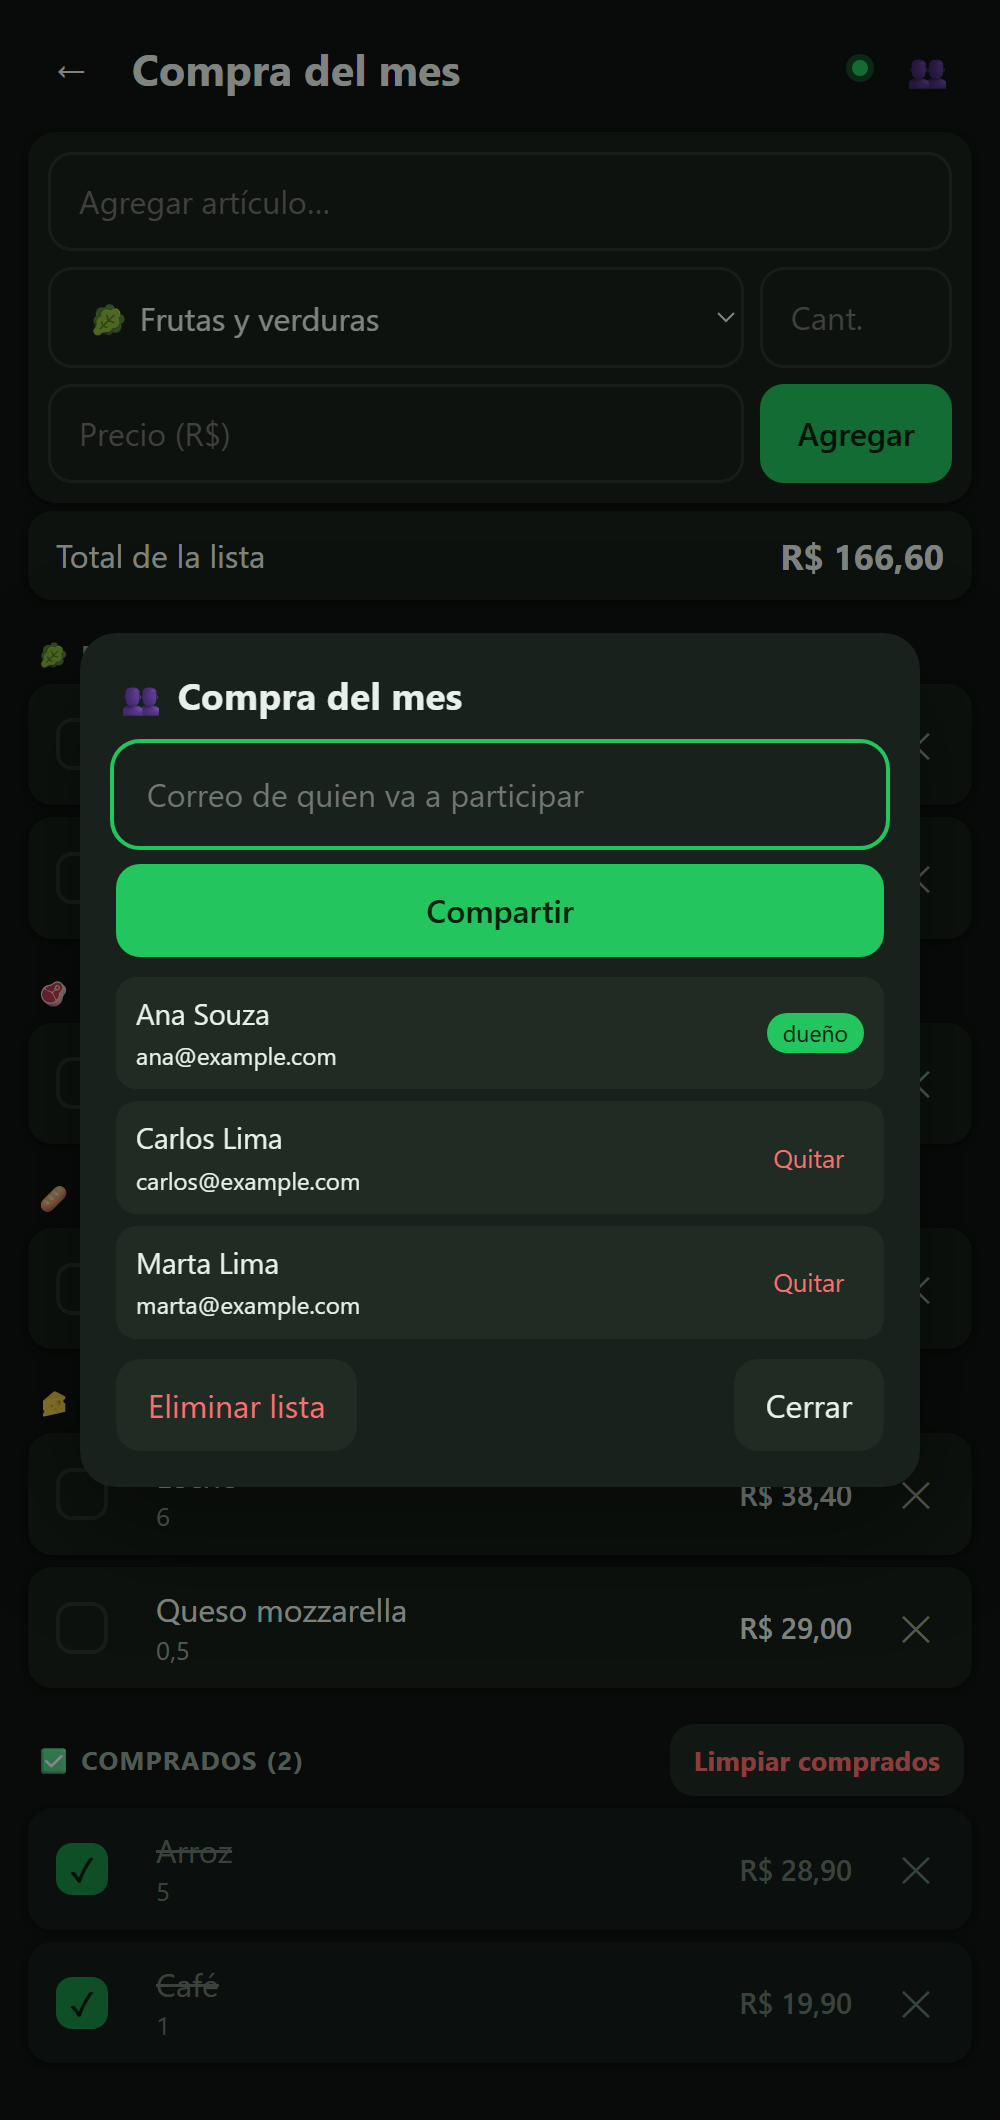 Compra del mes
Agregar artículo...
Frutas y verduras
Cant.
Precio (R$)
Agregar
Total de la lista
R$ 166,60
Compra del mes
Correo de quien va a participar
Compartir
Ana Souza
ana@example.com
dueño
Carlos Lima
carlos@example.com
Quitar
Marta Lima
marta@example.com
Quitar
Eliminar lista
Cerrar
R$ 38,40
6
Queso mozzarella
0,5
R$ 29,00
COMPRADOS (2)
Limpiar comprados
Arroz
5
R$ 28,90
Café
1
R$ 19,90